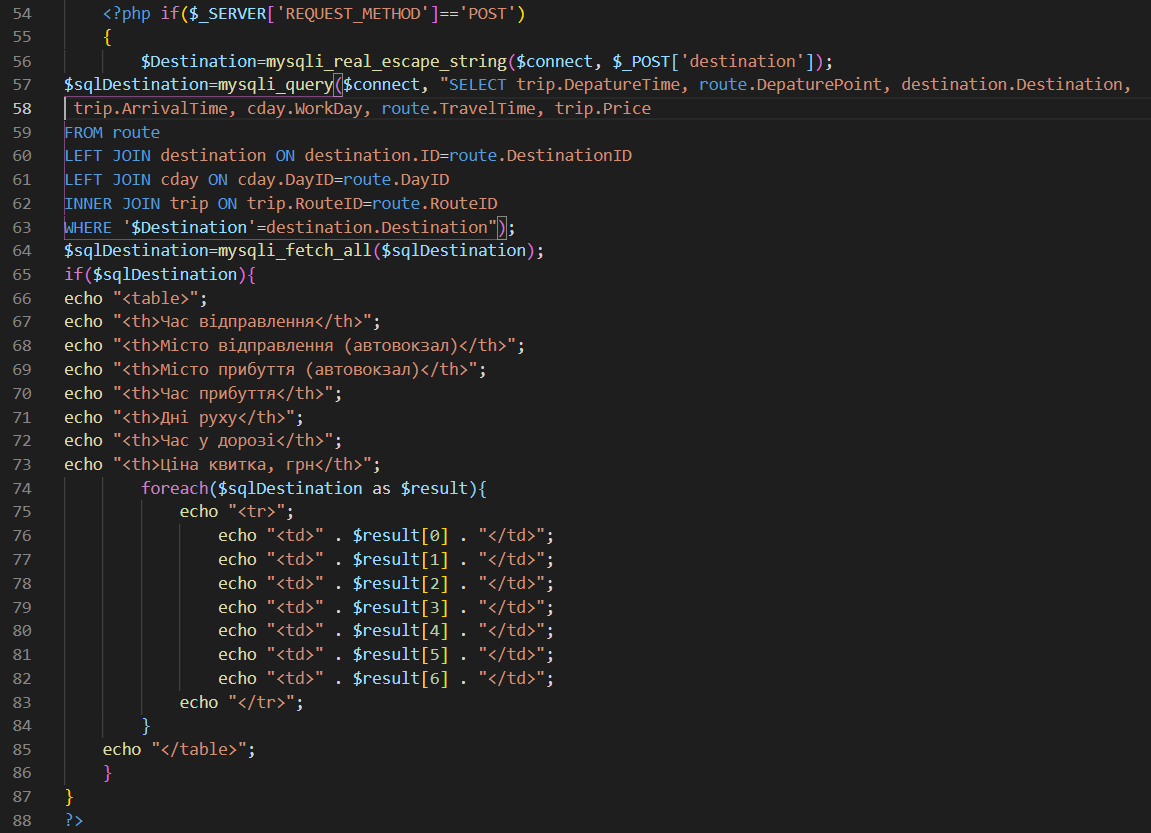 54 <?php if($_SERVER['REQUEST_METHOD']=='POST')
55 {
56 $Destination=mysqli_real_escape_string($connect, $_POST['destination']);
57 $sqlDestination=mysqli_query($connect, "SELECT trip.DepatureTime, route.DepaturePoint, destination.Destination,
58 trip.ArrivalTime, cday.WorkDay, route.TravelTime, trip.Price
59 FROM route
60 LEFT JOIN destination ON destination.ID=route.DestinationID
61 LEFT JOIN cday ON cday.DayID=route.DayID
62 INNER JOIN trip ON trip.RouteID=route.RouteID
63 WHERE '$Destination'=destination.Destination");
64 $sqlDestination=mysqli_fetch_all($sqlDestination);
65 if($sqlDestination){
66 echo "<table>";
67 echo "<th>Час відправлення</th>";
68 echo "<th>Місто відправлення (автовокзал)</th>";
69 echo "<th>Місто прибуття (автовокзал)</th>";
70 echo "<th>Час прибуття</th>";
71 echo "<th>Дні руху</th>";
72 echo "<th>Час у дорозі</th>";
73 echo "<th>Ціна квитка, грн</th>";
74 foreach($sqlDestination as $result){
75 echo "<tr>";
76 echo "<td>" . $result[0] . "</td>";
77 echo "<td>" . $result[1] . "</td>";
78 echo "<td>" . $result[2] . "</td>";
79 echo "<td>" . $result[3] . "</td>";
80 echo "<td>" . $result[4] . "</td>";
81 echo "<td>" . $result[5] . "</td>";
82 echo "<td>" . $result[6] . "</td>";
83 echo "</tr>";
84 }
85 echo "</table>";
86 }
87 }
88 ?>